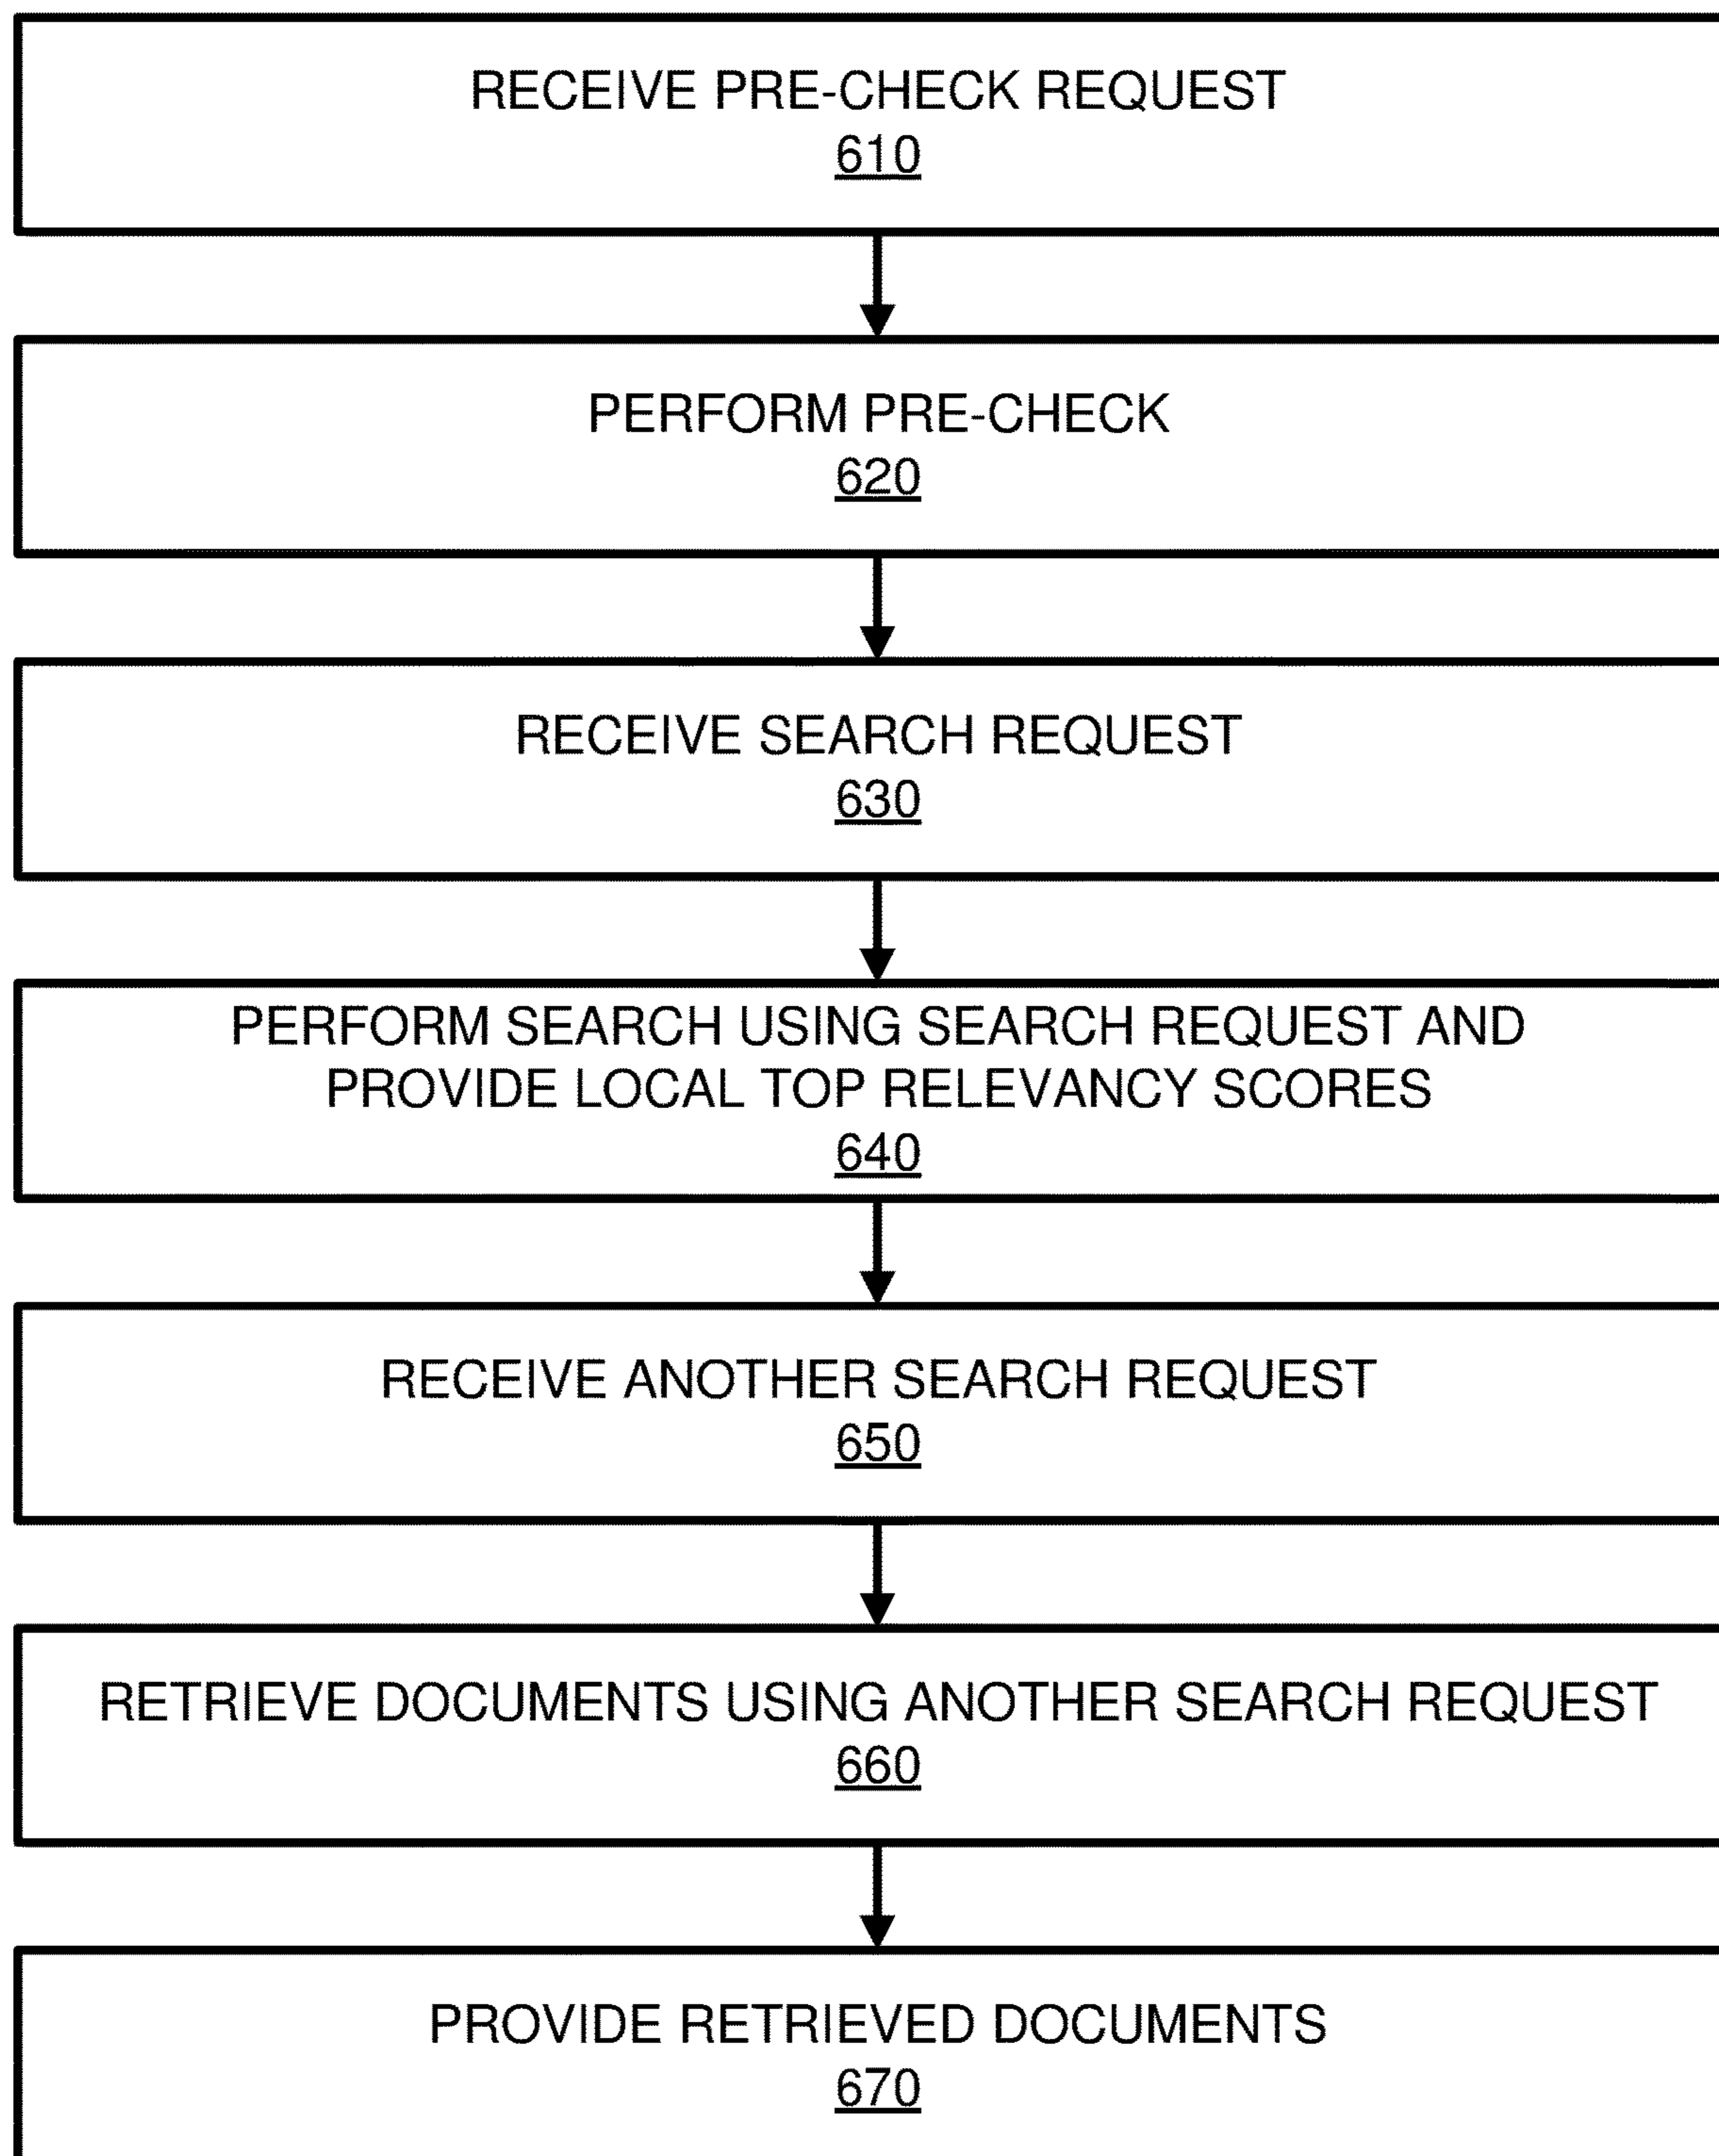 RECEIVE PRE-CHECK REQUEST
610
PERFORM PRE-CHECK
620
RECEIVE SEARCH REQUEST
630
PERFORM SEARCH USING SEARCH REQUEST AND
PROVIDE LOCAL TOP RELEVANCY SCORES
640
RECEIVE ANOTHER SEARCH REQUEST
650
RETRIEVE DOCUMENTS USING ANOTHER SEARCH REQUEST
660
PROVIDE RETRIEVED DOCUMENTS
670